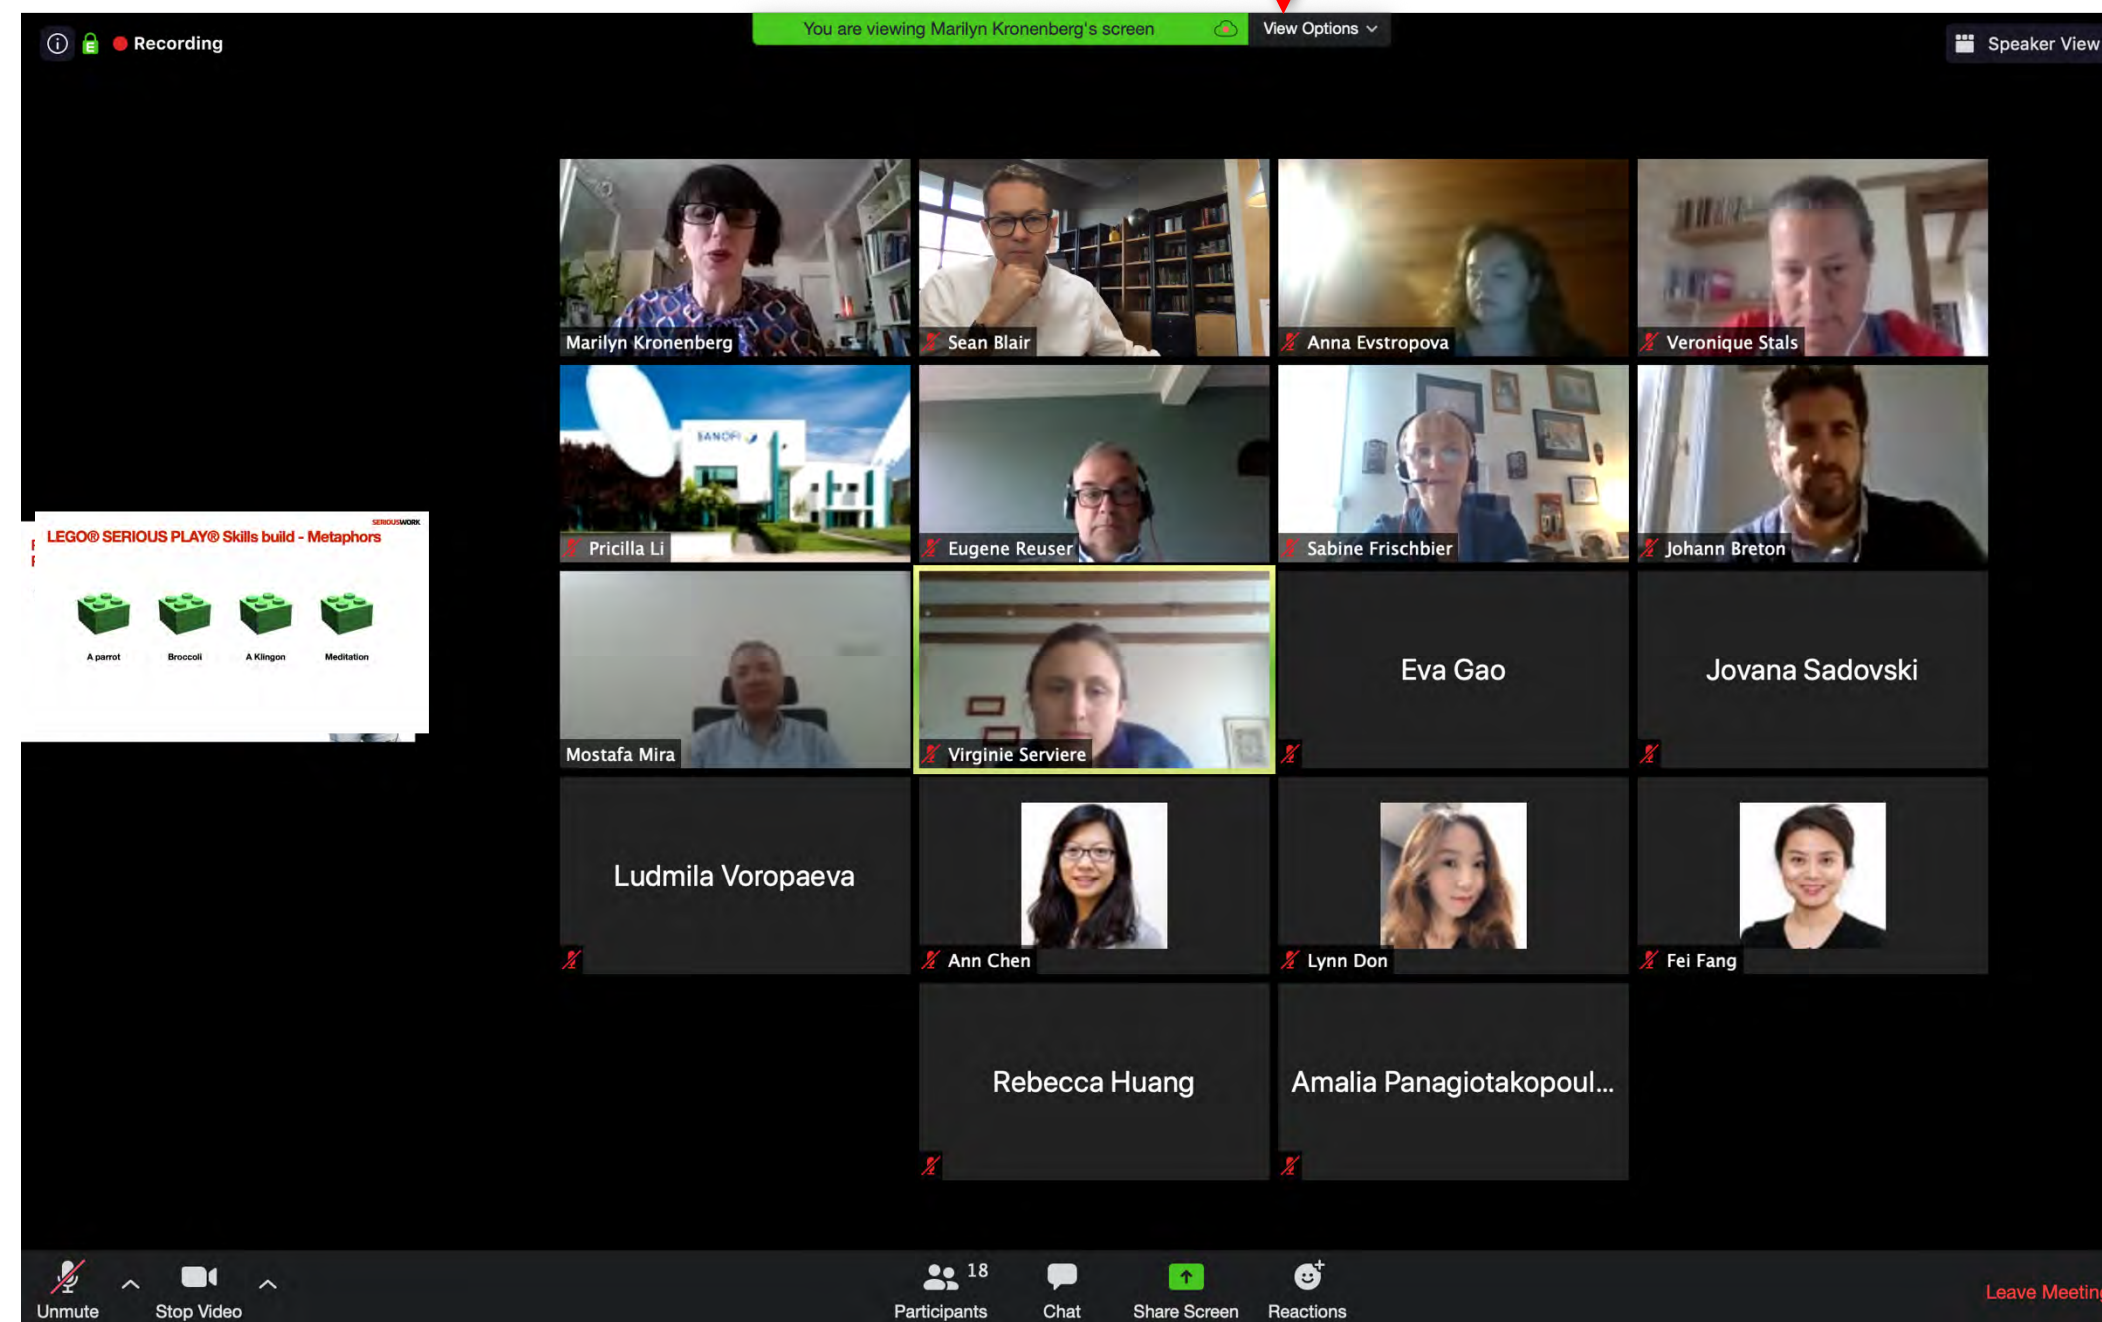 Recording
You are viewing Marilyn Kronenberg's screen
View Options
Speaker View
Marilyn Kronenberg
Sean Blair
Anna Evstropova
Veronique Stals
SANOFI
Pricilla Li
Eugene Reuser
Sabine Frischbier
Johann Breton
SERIOUSWORK
LEGO® SERIOUS PLAY® Skills build - Metaphors
A parrot
Broccoli
A Klingon
Meditation
Mostafa Mira
Virginie Serviere
Eva Gao
Jovana Sadovski
Ludmila Voropaeva
Ann Chen
Lynn Don
Fei Fang
Rebecca Huang
Amalia Panagiotakopoul...
Unmute
Stop Video
18
Participants
Chat
Share Screen
Reactions
Leave Meeting